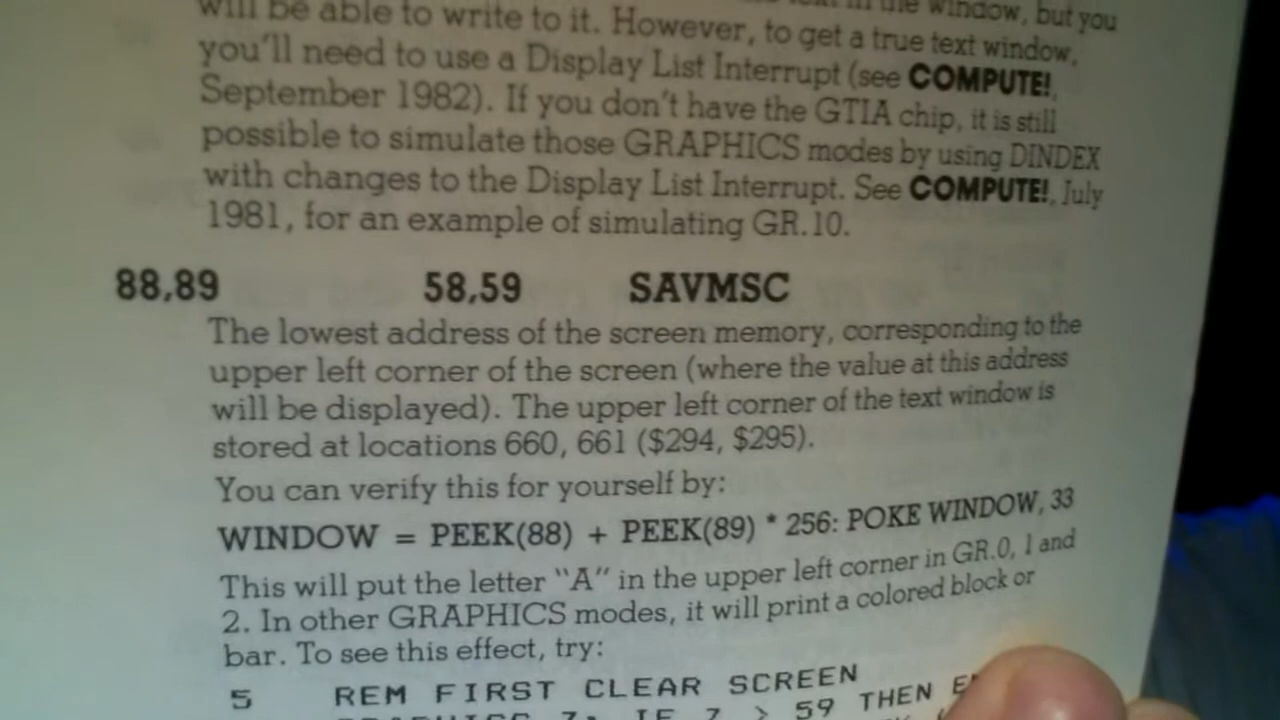 in the window, but you
will be able to write to it. However, to get a true text window,
you'll need to use a Display List Interrupt (see COMPUTE!,
September 1982). If you don't have the GTIA chip, it is still
possible to simulate those GRAPHICS modes by using DINDEX
with changes to the Display List Interrupt. See COMPUTE!, July
1981, for an example of simulating GR.10.
88,89 58,59 SAVMSC
The lowest address of the screen memory, corresponding to the
upper left corner of the screen (where the value at this address
will be displayed). The upper left corner of the text window is
stored at locations 660, 661 ($294, $295).
You can verify this for yourself by:
WINDOW = PEEK(88) + PEEK(89) * 256: POKE WINDOW, 33
This will put the letter "A" in the upper left corner in GR.0, 1 and
2. In other GRAPHICS modes, it will print a colored block or
bar. To see this effect, try:
5 REM FIRST CLEAR SCREEN
IF Z > 59 THEN